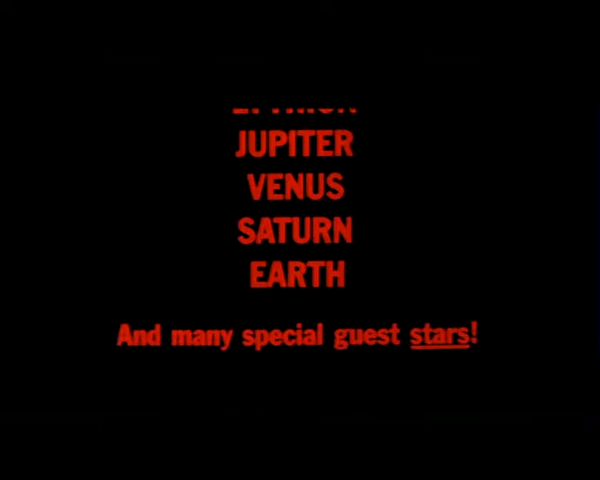 JUPITER
VENUS
SATURN
EARTH
And many special guest stars!